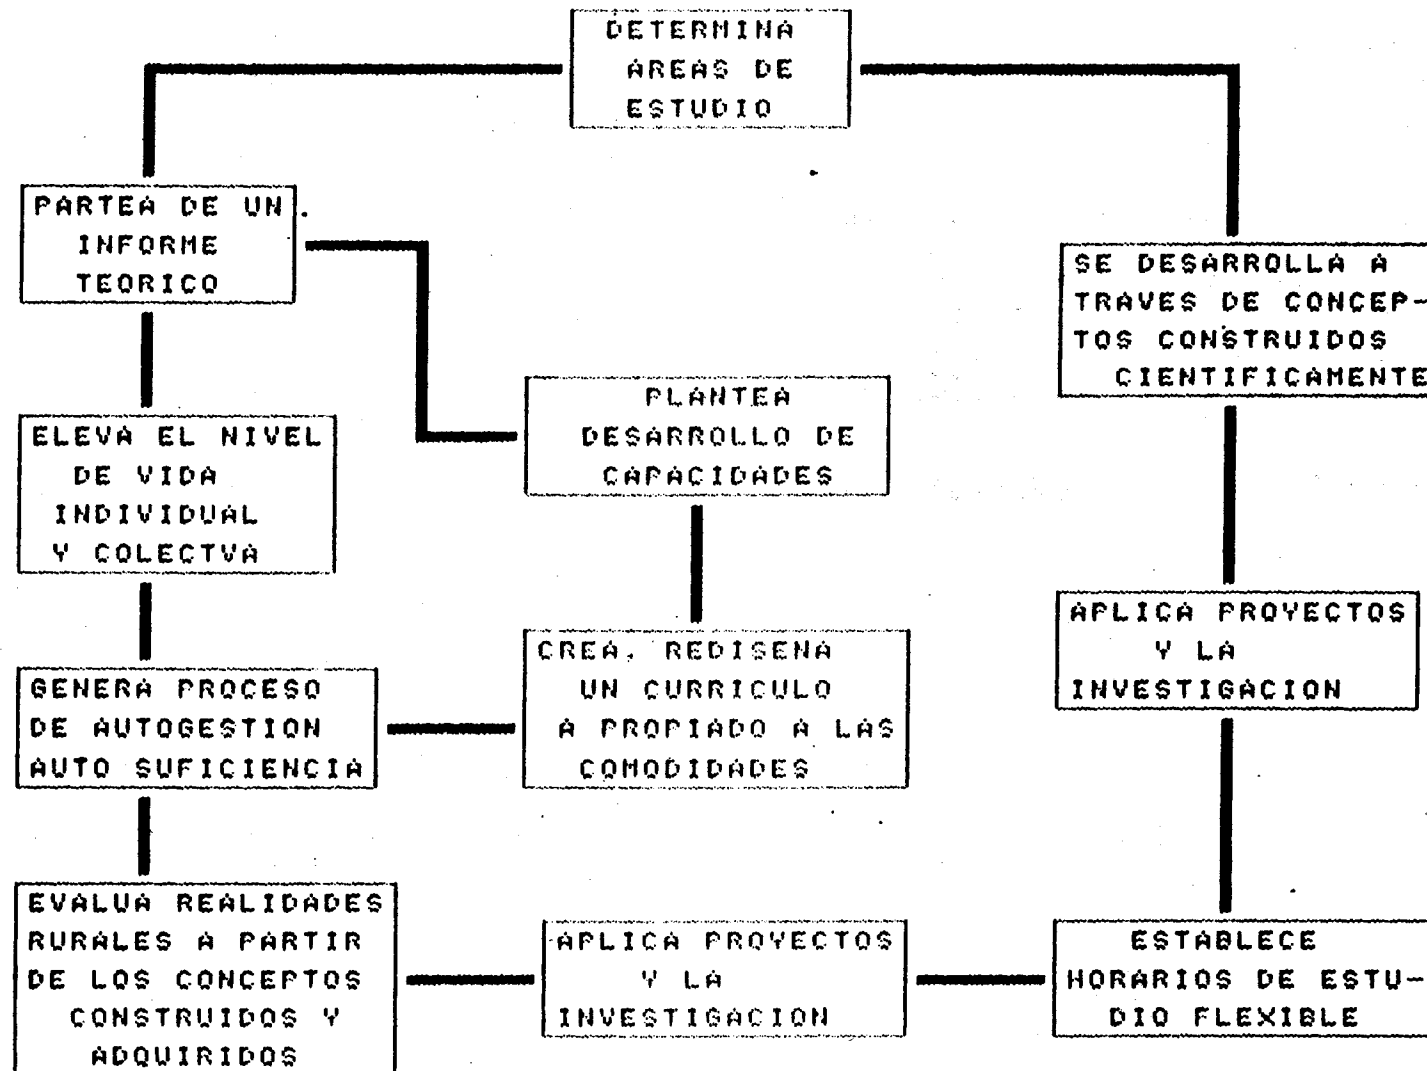 DETERMINA
AREAS DE
ESTUDIO
PARTEA DE UN
INFORME
TEORICO
SE DESARROLLA A
TRAVES DE CONCEP-
TOS CONSTRUIDOS
CIENTIFICAMENTE
PLANTEA
DESARROLLO DE
CAPACIDADES
ELEVA EL NIVEL
DE VIDA
INDIVIDUAL
Y COLECTVA
APLICA PROYECTOS
Y LA
INVESTIGACION
CREA, REDISENA
UN CURRICULO
A PROPIADO A LAS
COMODIDADES
GENERA PROCESO
DE AUTOGESTION
AUTO SUFICIENCIA
EVALUA REALIDADES
RURALES A PARTIR
DE LOS CONCEPTOS
CONSTRUIDOS Y
ADQUIRIDOS
APLICA PROYECTOS
Y LA
INVESTIGACION
ESTABLECE
HORARIOS DE ESTU-
DIO FLEXIBLE